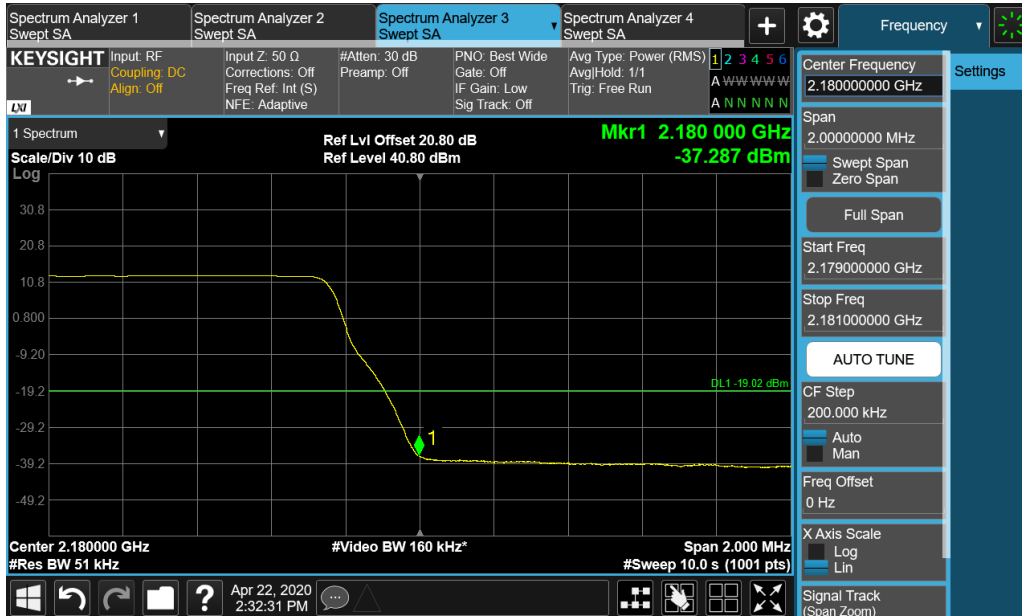 Spectrum Analyzer 1
Swept SA
Spectrum Analyzer 2
Swept SA
Spectrum Analyzer 3
Swept SA
Spectrum Analyzer 4
Swept SA
+
Frequency
KEYSIGHT
LXI
Input: RF
Coupling: DC
Align: Off
Input Z: 50 Ω
Corrections: Off
Freq Ref: Int (S)
NFE: Adaptive
#Atten: 30 dB
Preamp: Off
PNO: Best Wide
Gate: Off
IF Gain: Low
Sig Track: Off
Avg Type: Power (RMS)
Avg|Hold: 1/1
Trig: Free Run
1 2 3 4 5 6
A W W W W W
A N N N N N
1 Spectrum
Scale/Div 10 dB
Log
Ref Lvl Offset 20.80 dB
Ref Level 40.80 dBm
Mkr1 2.180 000 GHz
-37.287 dBm
30.8
20.8
10.8
0.800
-9.20
-19.2
-29.2
-39.2
-49.2
DL1 -19.02 dBm
1
Center 2.180000 GHz
#Res BW 51 kHz
#Video BW 160 kHz*
Span 2.000 MHz
#Sweep 10.0 s (1001 pts)
Center Frequency
2.180000000 GHz
Span
2.00000000 MHz
Swept Span
Zero Span
Full Span
Start Freq
2.179000000 GHz
Stop Freq
2.181000000 GHz
AUTO TUNE
CF Step
200.000 kHz
Auto
Man
Freq Offset
0 Hz
X Axis Scale
Log
Lin
Signal Track
(Span Zoom)
Settings
?
Apr 22, 2020
2:32:31 PM